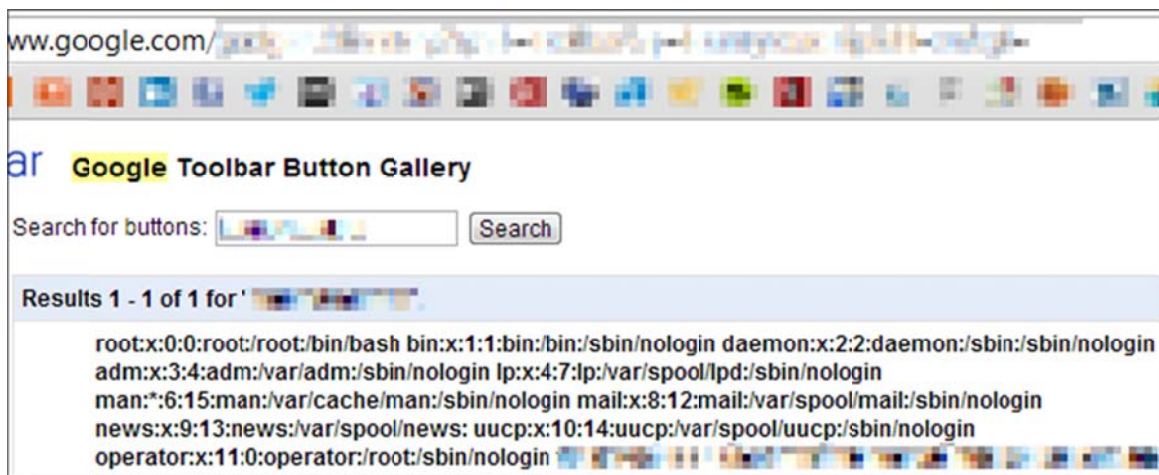 ww.google.com/
ar Google Toolbar Button Gallery
Search for buttons: Search
Results 1 - 1 of 1 for '
root:x:0:0:root:/root:/bin/bash bin:x:1:1:bin:/bin:/sbin/nologin daemon:x:2:2:daemon:/sbin:/sbin/nologin
adm:x:3:4:adm:/var/adm:/sbin/nologin lp:x:4:7:lp:/var/spool/lpd:/sbin/nologin
man:*:6:15:man:/var/cache/man:/sbin/nologin mail:x:8:12:mail:/var/spool/mail:/sbin/nologin
news:x:9:13:news:/var/spool/news: uucp:x:10:14:uucp:/var/spool/uucp:/sbin/nologin
operator:x:11:0:operator:/root:/sbin/nologin